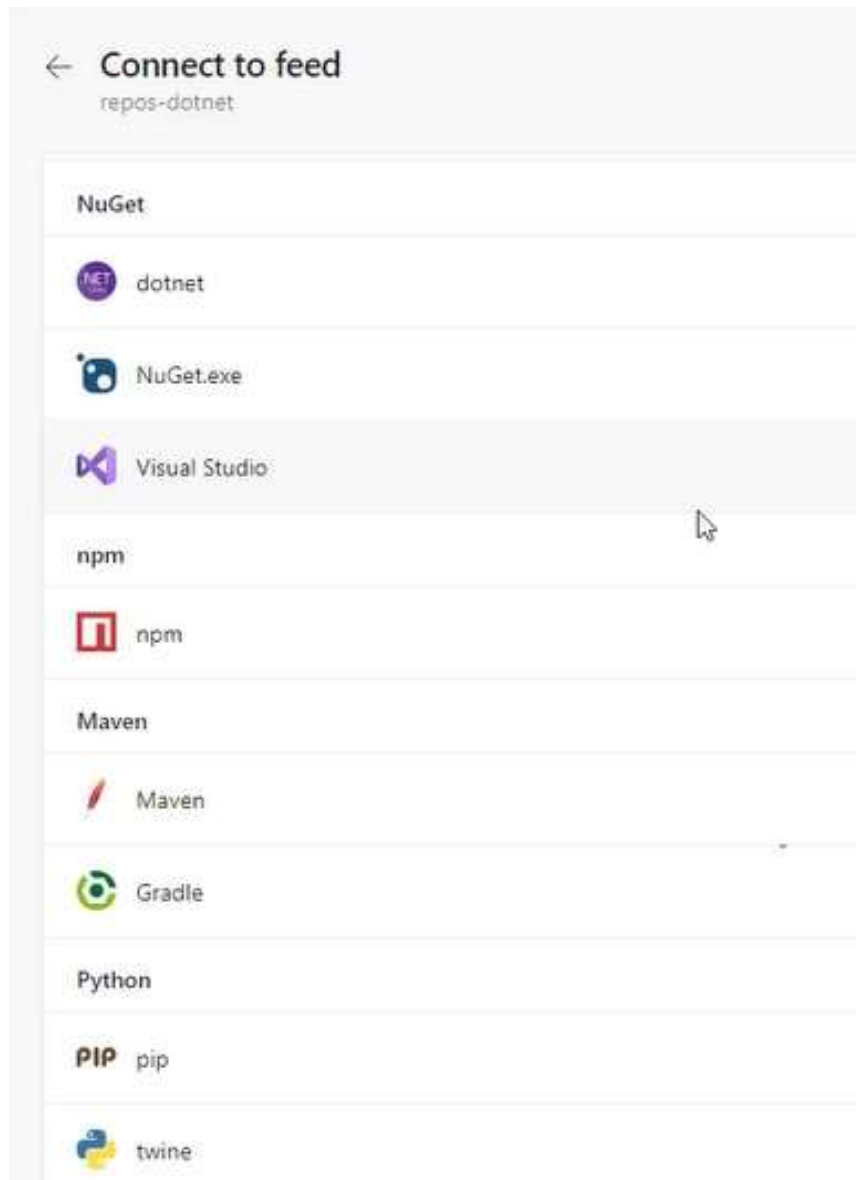 Connect to feed
repos-dotnet
NuGet
dotnet
NuGet.exe
Visual Studio
npm
npm
Maven
Maven
Gradle
Python
PIP pip
twine